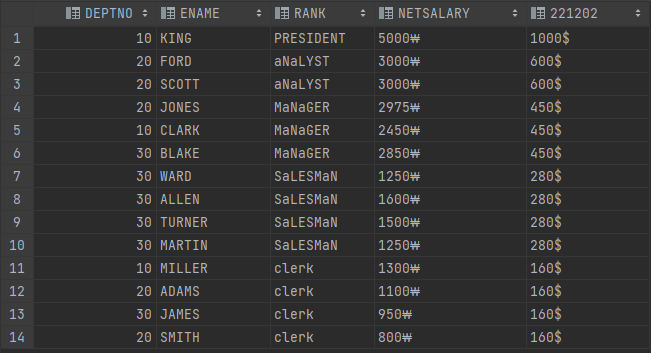 DEPTNO ENAME RANK NETSALARY 221202
1 10 KING PRESIDENT 5000₩ 1000$
2 20 FORD aNaLYST 3000₩ 600$
3 20 SCOTT aNaLYST 3000₩ 600$
4 20 JONES MaNaGER 2975₩ 450$
5 10 CLARK MaNaGER 2450₩ 450$
6 30 BLAKE MaNaGER 2850₩ 450$
7 30 WARD SaLESMaN 1250₩ 280$
8 30 ALLEN SaLESMaN 1600₩ 280$
9 30 TURNER SaLESMaN 1500₩ 280$
10 30 MARTIN SaLESMaN 1250₩ 280$
11 10 MILLER clerk 1300₩ 160$
12 20 ADAMS clerk 1100₩ 160$
13 30 JAMES clerk 950₩ 160$
14 20 SMITH clerk 800₩ 160$